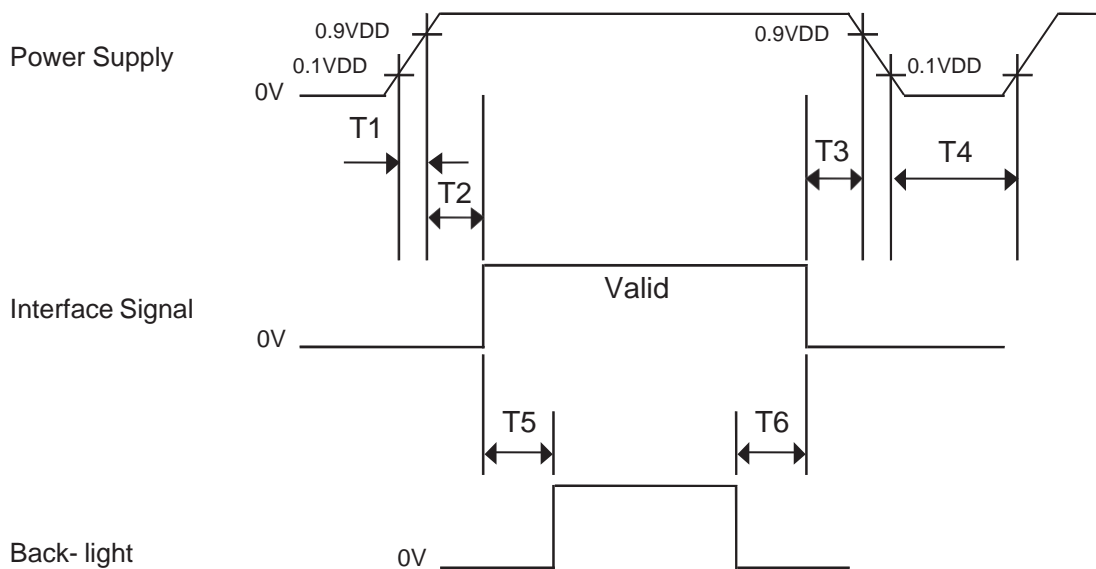 0.9VDD
0.9VDD
Power Supply
0.1VDD
0.1VDD
0V
T1
T3
T4
T2
Valid
Interface Signal
0V
T5
T6
Back- light
0V